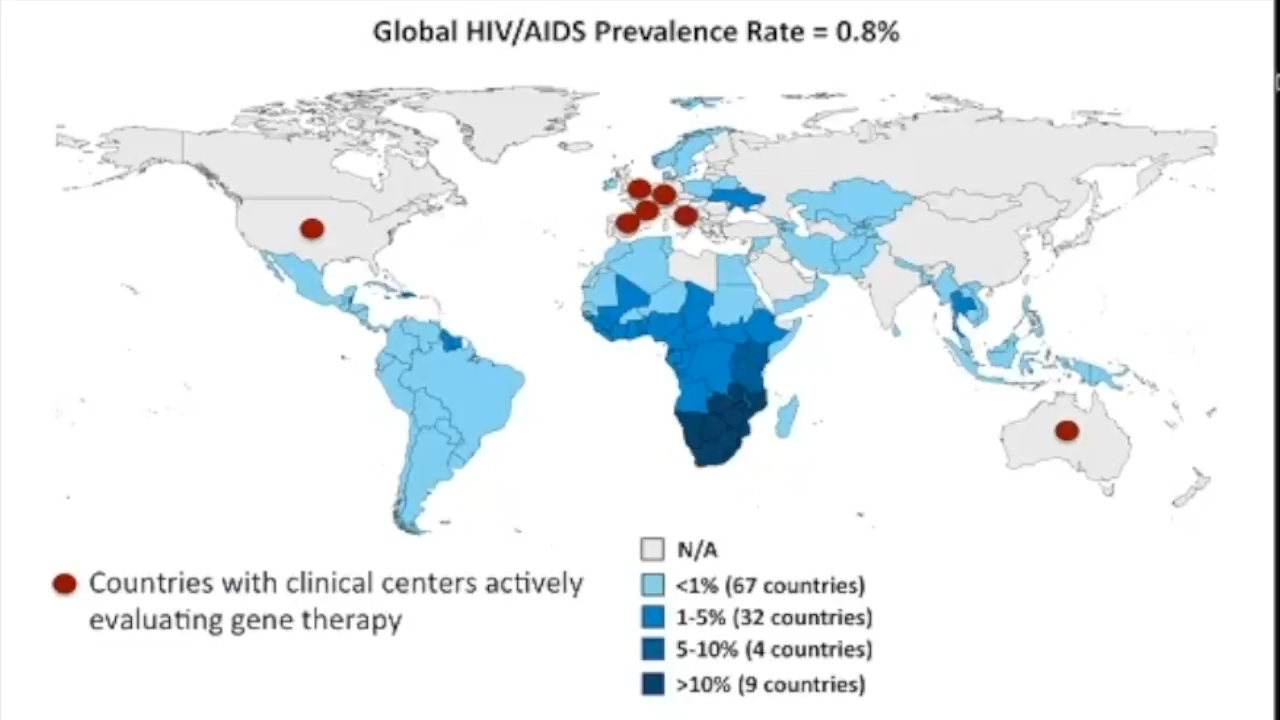 Global HIV/AIDS Prevalence Rate = 0.8%
Countries with clinical centers actively
evaluating gene therapy
N/A
<1% (67 countries)
1-5% (32 countries)
5-10% (4 countries)
>10% (9 countries)